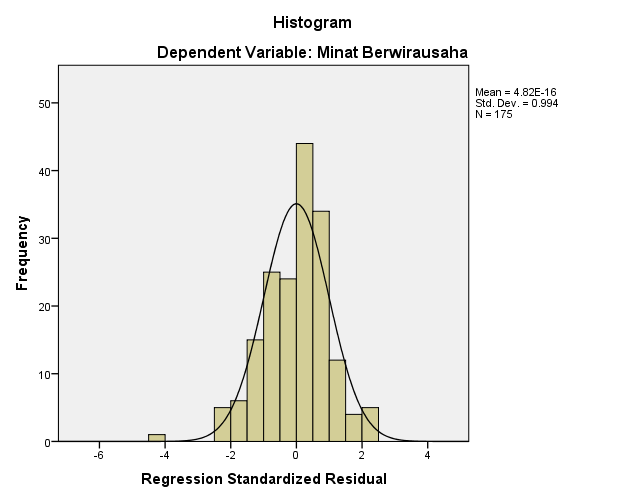 Histogram
Dependent Variable: Minat Berwirausaha
Mean = 4.82E-16
Std. Dev. = 0.994
N = 175
50
40
30
20
10
0
Frequency
-6
-4
-2
0
2
4
Regression Standardized Residual